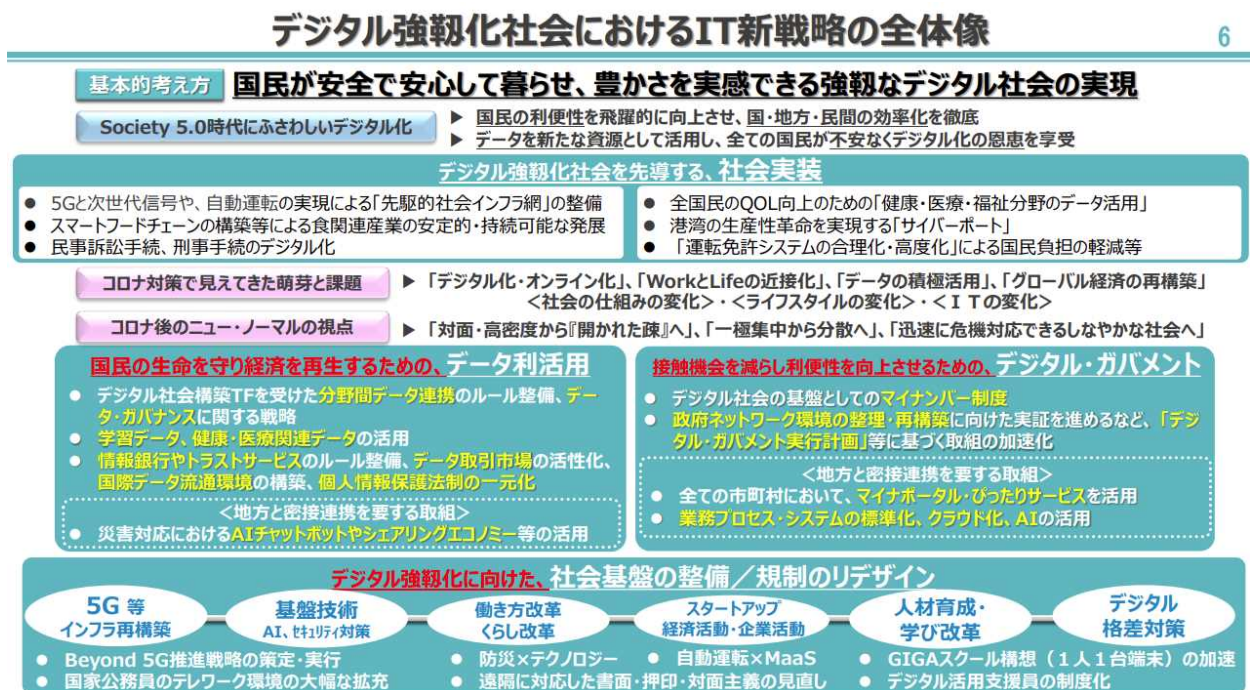 デジタル強靱化社会におけるIT新戦略の全体像
6
基本的考え方 国民が安全で安心して暮らせ、豊かさを実感できる強靱なデジタル社会の実現
Society 5.0時代にふさわしいデジタル化
▶ 国民の利便性を飛躍的に向上させ、国・地方・民間の効率化を徹底
▶ データを新たな資源として活用し、全ての国民が不安なくデジタル化の恩恵を享受
デジタル強靱化社会を先導する、社会実装
● 5Gと次世代信号や、自動運転の実現による「先駆的社会インフラ網」の整備
● スマートフードチェーンの構築等による食関連産業の安定的・持続可能な発展
● 民事訴訟手続、刑事手続のデジタル化
● 全国民のQOL向上のための「健康・医療・福祉分野のデータ活用」
● 港湾の生産性革命を実現する「サイバーポート」
● 「運転免許システムの合理化・高度化」による国民負担の軽減等
コロナ対策で見えてきた萌芽と課題
▶ 「デジタル化・オンライン化」、「WorkとLifeの近接化」、「データの積極活用」、「グローバル経済の再構築」
＜社会の仕組みの変化＞・＜ライフスタイルの変化＞・＜ＩＴの変化＞
コロナ後のニュー・ノーマルの視点
▶ 「対面・高密度から『開かれた疎』へ」、「一極集中から分散へ」、「迅速に危機対応できるしなやかな社会へ」
国民の生命を守り経済を再生するための、データ利活用
● デジタル社会構築TFを受けた分野間データ連携のルール整備、デー
タ・ガバナンスに関する戦略
● 学習データ、健康・医療関連データの活用
● 情報銀行やトラストサービスのルール整備、データ取引市場の活性化、
国際データ流通環境の構築、個人情報保護法制の一元化
＜地方と密接連携を要する取組＞
● 災害対応におけるAIチャットボットやシェアリングエコノミー等の活用
接触機会を減らし利便性を向上させるための、デジタル・ガバメント
● デジタル社会の基盤としてのマイナンバー制度
● 政府ネットワーク環境の整理・再構築に向けた実証を進めるなど、「デジ
タル・ガバメント実行計画」等に基づく取組の加速化
＜地方と密接連携を要する取組＞
● 全ての市町村において、マイナポータル・ぴったりサービスを活用
● 業務プロセス・システムの標準化、クラウド化、AIの活用
デジタル強靱化に向けた、社会基盤の整備／規制のリデザイン
5G 等
インフラ再構築
基盤技術
AI、ｾｷｭﾘﾃｨ対策
働き方改革
くらし改革
スタートアップ
経済活動・企業活動
人材育成・
学び改革
デジタル
格差対策
● Beyond 5G推進戦略の策定・実行
● 国家公務員のテレワーク環境の大幅な拡充
● 防災×テクノロジー ● 自動運転×MaaS
● 遠隔に対応した書面・押印・対面主義の見直し
● GIGAスクール構想（１人１台端末）の加速
● デジタル活用支援員の制度化